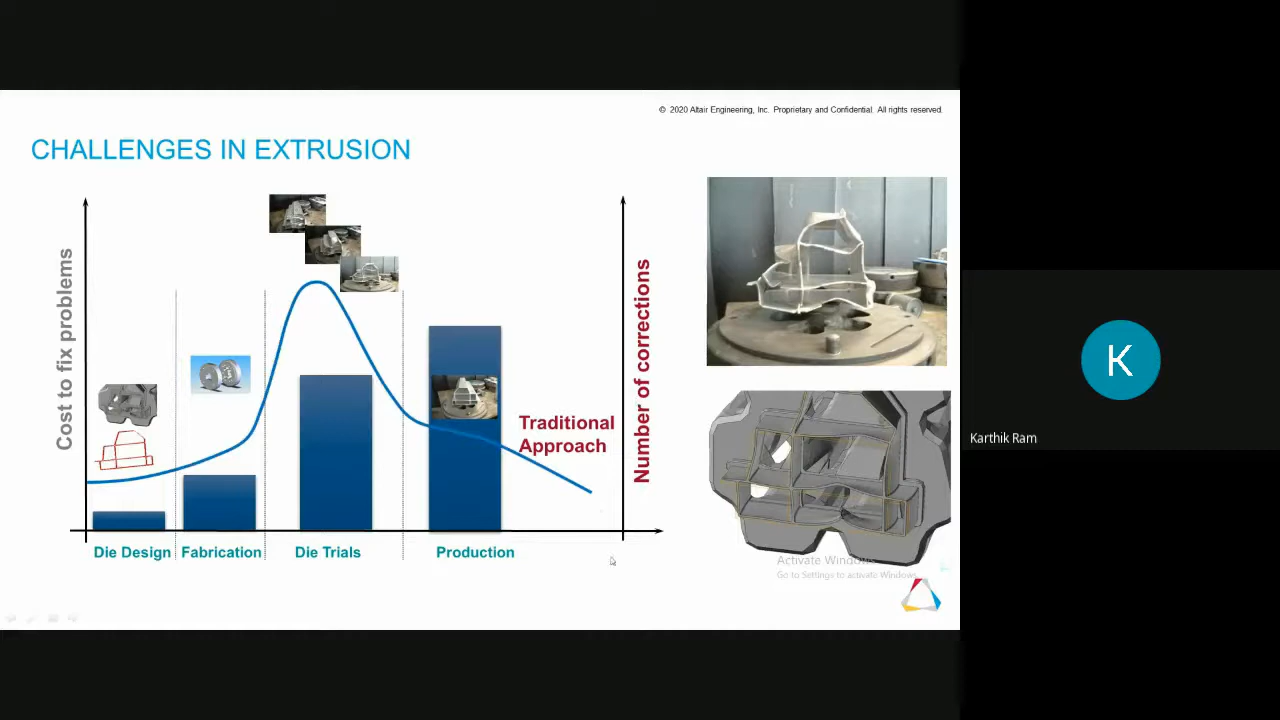 © 2020 Altair Engineering, Inc. Proprietary and Confidential. All rights reserved.
CHALLENGES IN EXTRUSION
Cost to fix problems
Number of corrections
Traditional
Approach
Die Design
Fabrication
Die Trials
Production
Activate Windows
Go to Settings to activate Windows.
K
Karthik Ram